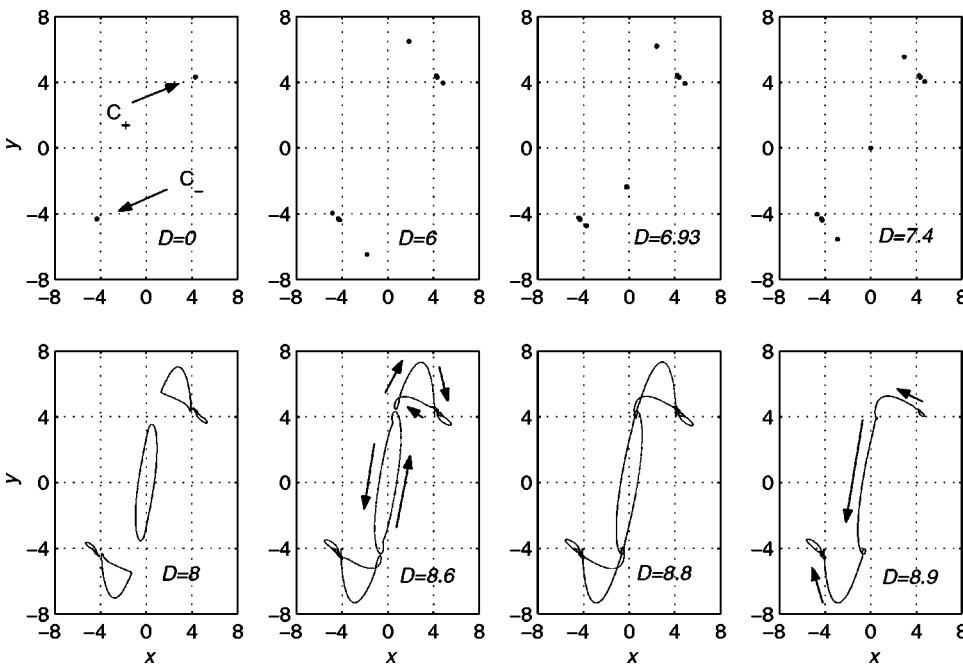 8 8 8 8
4 4 4 4
C+
y 0 0 0 0
C−
−4 −4 −4 −4
D=0 D=6 D=6.93 D=7.4
−8 −8 −8 −8
−8 −4 0 4 8 −8 −4 0 4 8 −8 −4 0 4 8 −8 −4 0 4 8
8 8 8 8
4 4 4 4
y 0 0 0 0
−4 −4 −4 −4
D=8 D=8.6 D=8.8 D=8.9
−8 −8 −8 −8
−8 −4 0 4 8 −8 −4 0 4 8 −8 −4 0 4 8 −8 −4 0 4 8
x x x x